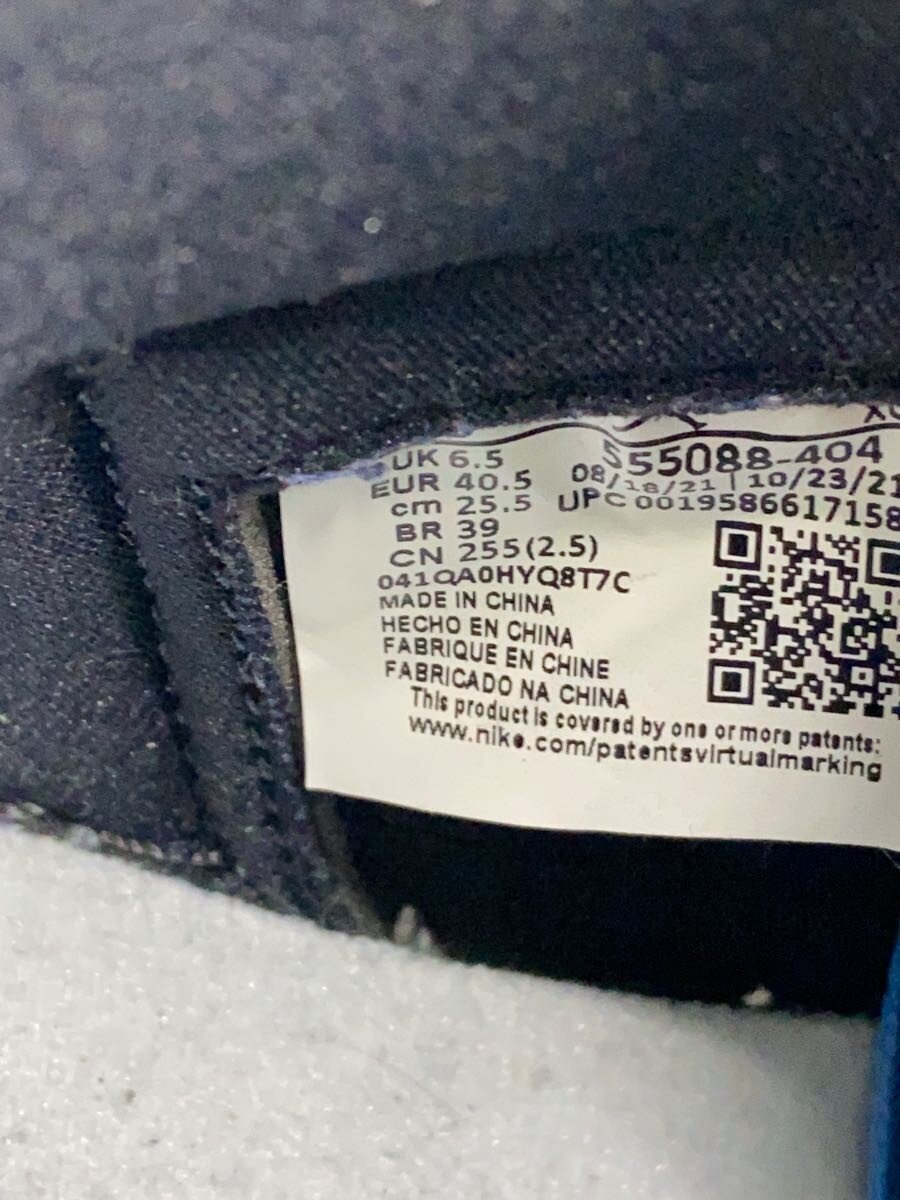 UK 6.5
EUR 40.5
cm 25.5
BR 39
CN 255(2.5)
041QA0HYQ8T7C
MADE IN CHINA
HECHO EN CHINA
FABRIQUE EN CHINE
FABRICADO NA CHINA
555088-404
08/18/21 | 10/23/21
UPC 0019586617158
This product is covered by one or more patents:
www.nike.com/patentsvirtualmarking